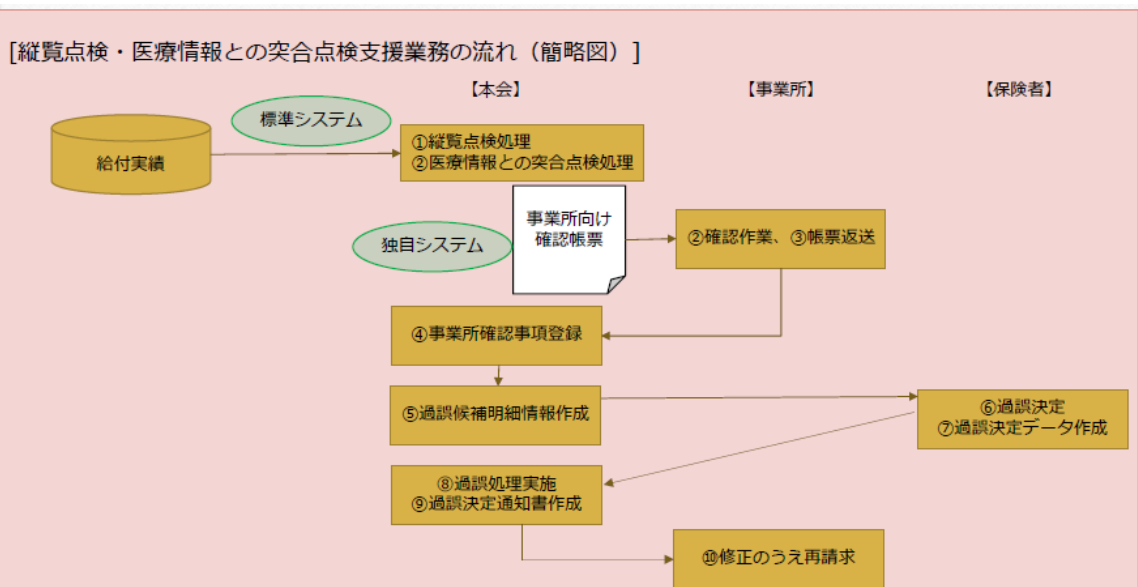 [縦覧点検・医療情報との突合点検支援業務の流れ（簡略図）]
【本会】
【事業所】
【保険者】
標準システム
給付実績
①縦覧点検処理
②医療情報との突合点検処理
事業所向け
確認帳票
独自システム
②確認作業、③帳票返送
④事業所確認事項登録
⑤過誤候補明細情報作成
⑥過誤決定
⑦過誤決定データ作成
⑧過誤処理実施
⑨過誤決定通知書作成
⑩修正のうえ再請求